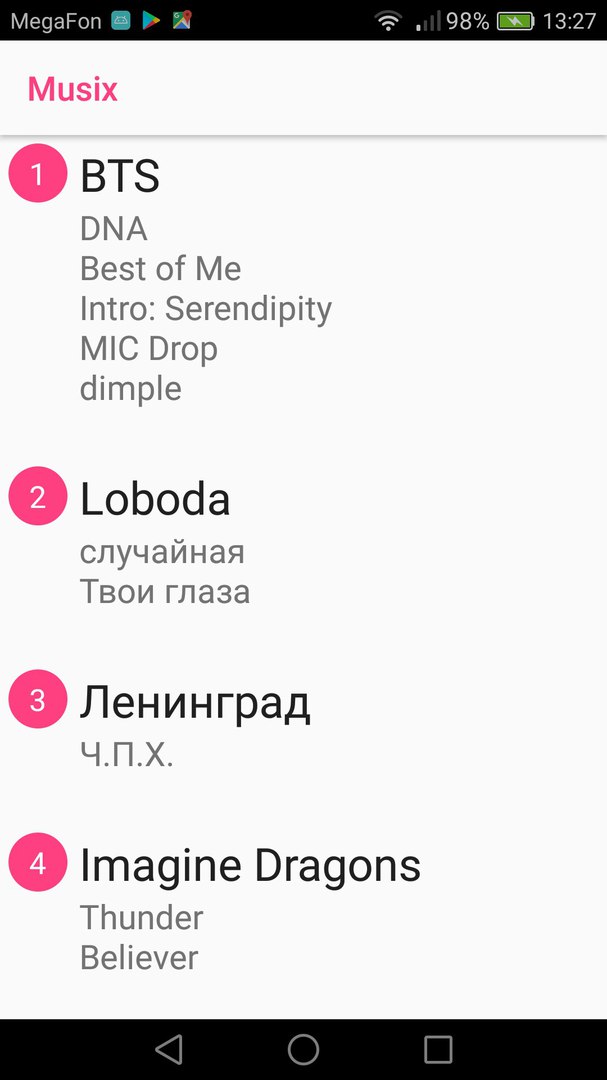 MegaFon 98% 13:27
Musix
1 BTS
DNA
Best of Me
Intro: Serendipity
MIC Drop
dimple
2 Loboda
случайная
Твои глаза
3 Ленинград
Ч.П.Х.
4 Imagine Dragons
Thunder
Believer